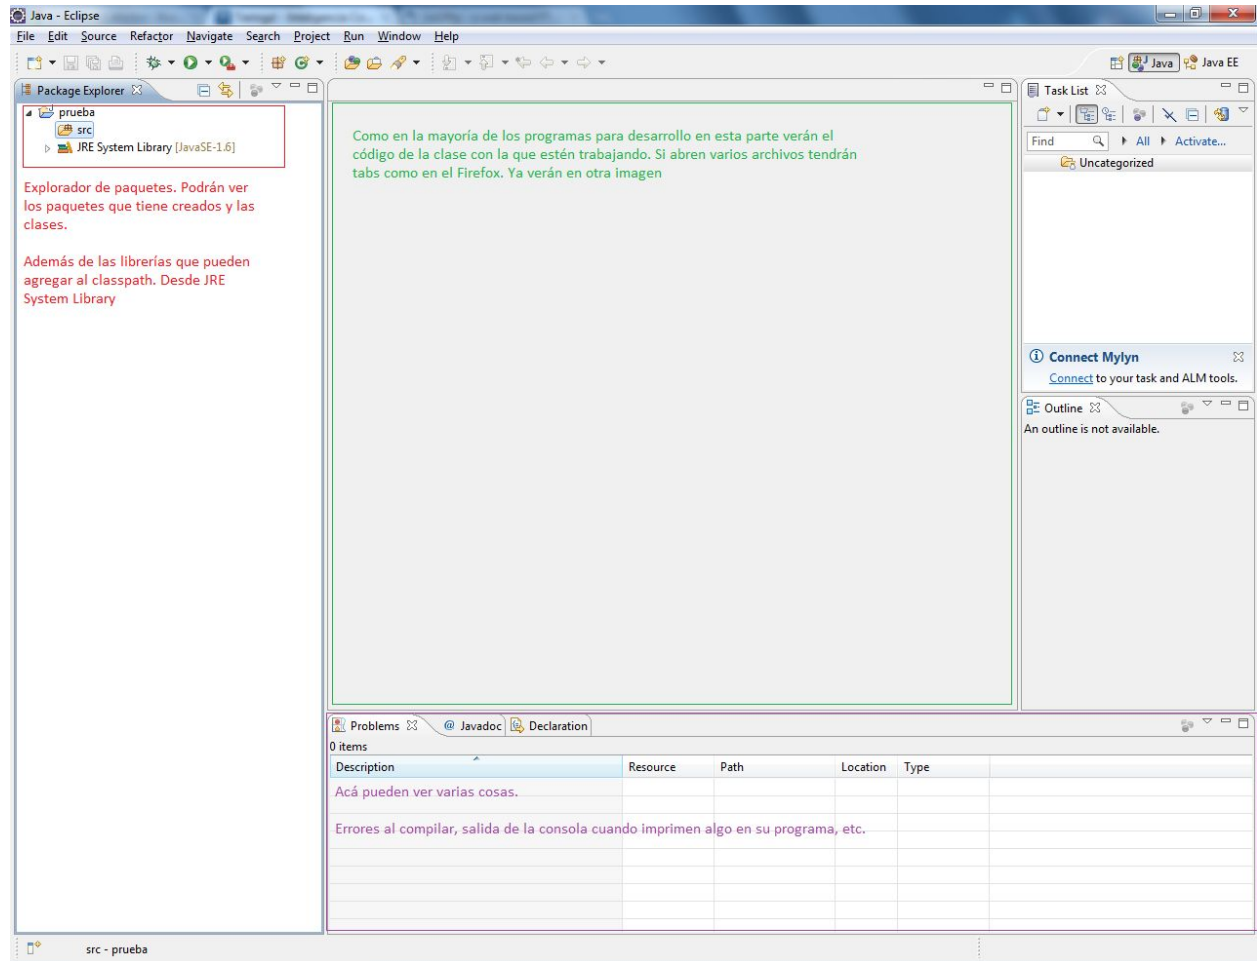 Java - Eclipse
File Edit Source Refactor Navigate Search Project Run Window Help
Java Java EE
Package Explorer
prueba
src
JRE System Library [JavaSE-1.6]
Explorador de paquetes. Podrán ver
los paquetes que tiene creados y las
clases.
Además de las librerías que pueden
agregar al classpath. Desde JRE
System Library
Como en la mayoría de los programas para desarrollo en esta parte verán el
código de la clase con la que estén trabajando. Si abren varios archivos tendrán
tabs como en el Firefox. Ya verán en otra imagen
Task List
Find All Activate...
Uncategorized
Connect Mylyn
Connect to your task and ALM tools.
Outline
An outline is not available.
Problems @ Javadoc Declaration
0 items
Description Resource Path Location Type
Acá pueden ver varias cosas.
Errores al compilar, salida de la consola cuando imprimen algo en su programa, etc.
src - prueba